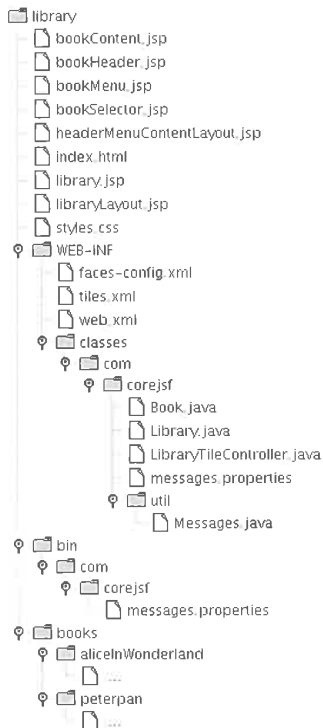 library
bookContent.jsp
bookHeader.jsp
bookMenu.jsp
bookSelector.jsp
headerMenuContentLayout.jsp
index.html
library.jsp
libraryLayout.jsp
styles.css
WEB-INF
faces-config.xml
tiles.xml
web.xml
classes
com
corejsf
Book.java
Library.java
LibraryTileController.java
messages.properties
util
Messages.java
bin
com
corejsf
messages.properties
books
aliceInWonderland
...
peterpan
...